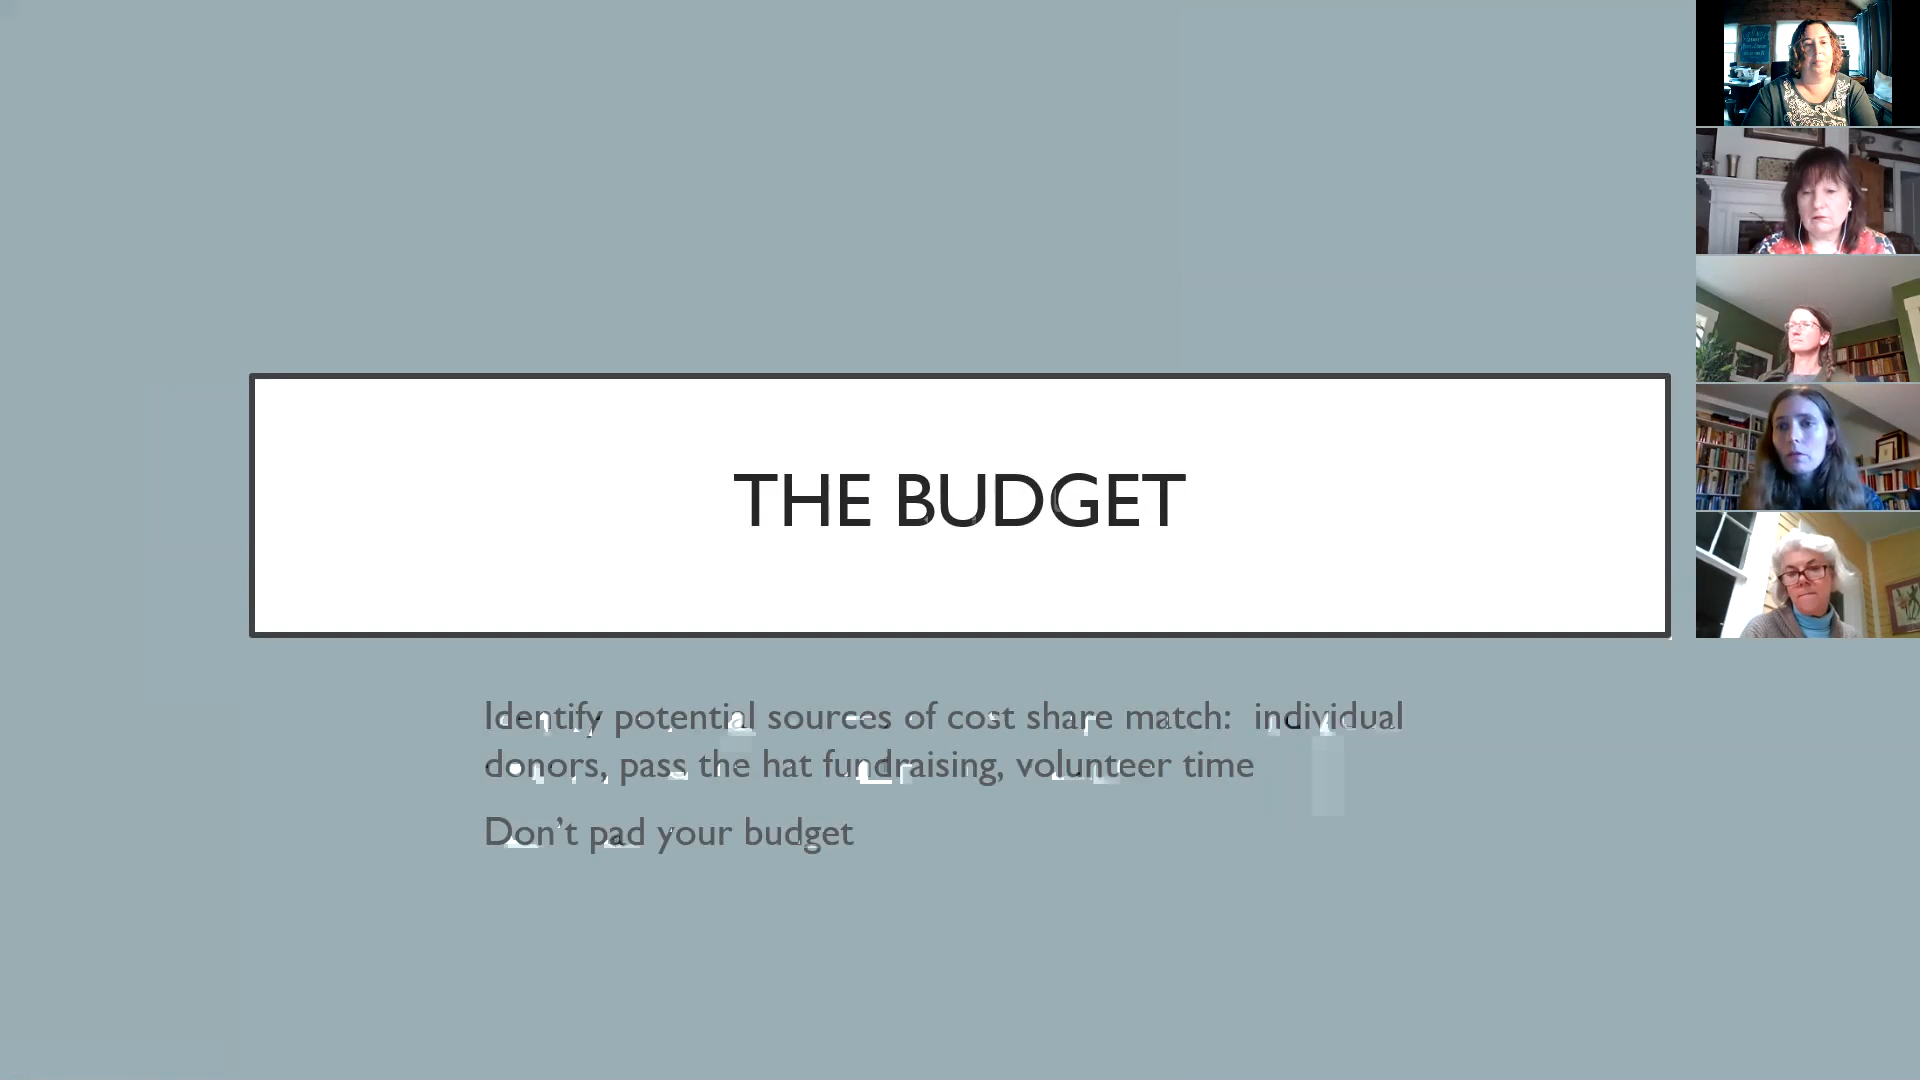 THE BUDGET
Identify potential sources of cost share match: individual
donors, pass the hat fundraising, volunteer time
Don't pad your budget